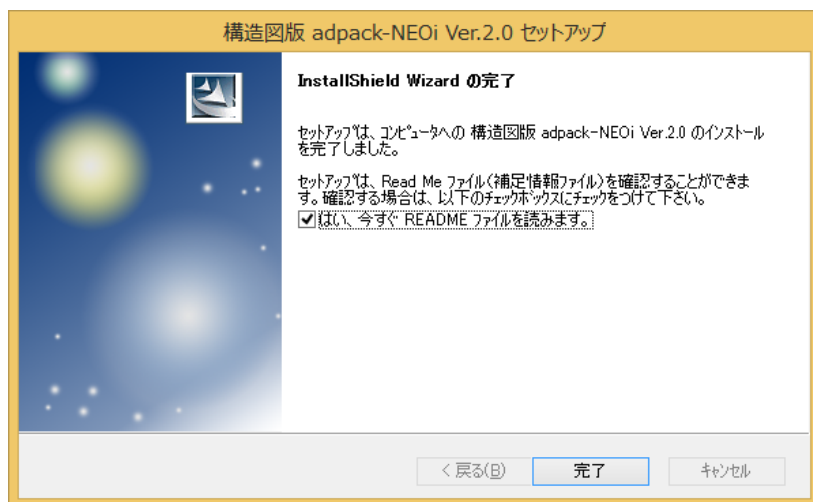 構造図版 adpack-NEOi Ver.2.0 セットアップ
InstallShield Wizard の完了
セットアップは、コンピュータへの 構造図版 adpack-NEOi Ver.2.0 のインストール
を完了しました。
セットアップは、Read Me ファイル(補足情報ファイル)を確認することができま
す。確認する場合は、以下のチェックボックスにチェックをつけて下さい。
はい、今すぐ README ファイルを読みます。
< 戻る(B)
完了
キャンセル